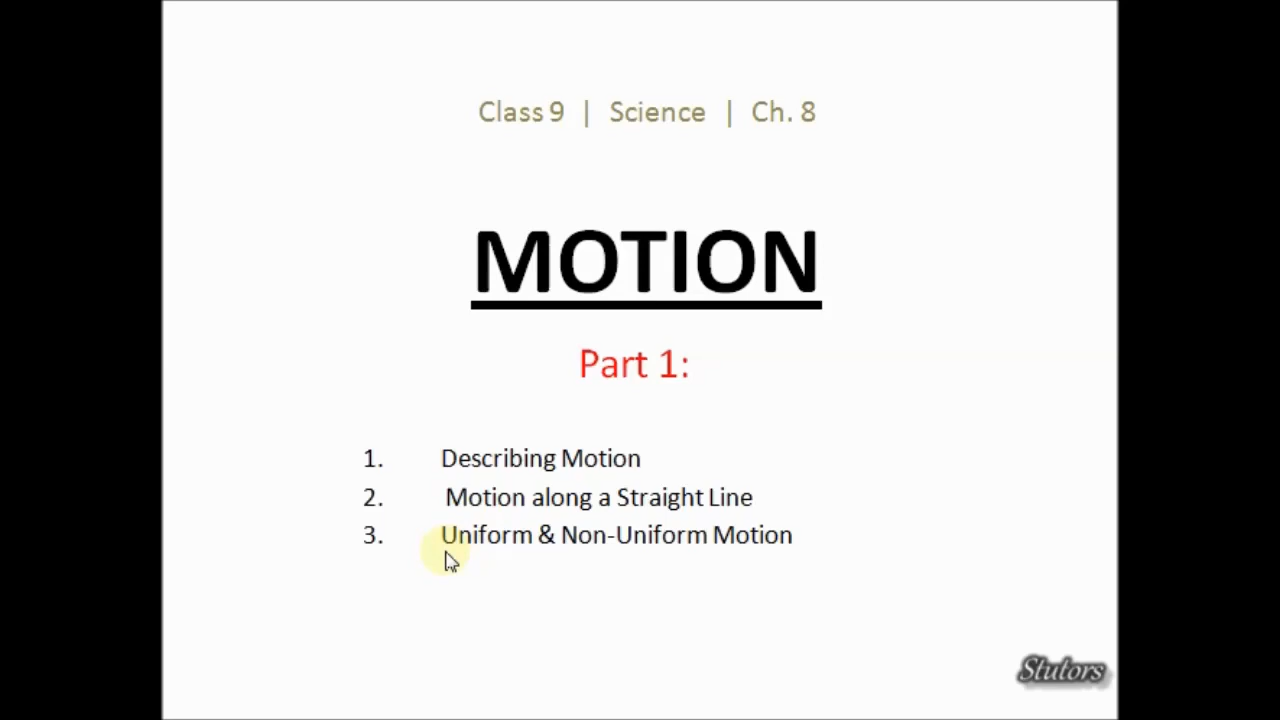 Class 9 | Science | Ch. 8
MOTION
Part 1:
1. Describing Motion
2. Motion along a Straight Line
3. Uniform & Non-Uniform Motion
Stutors